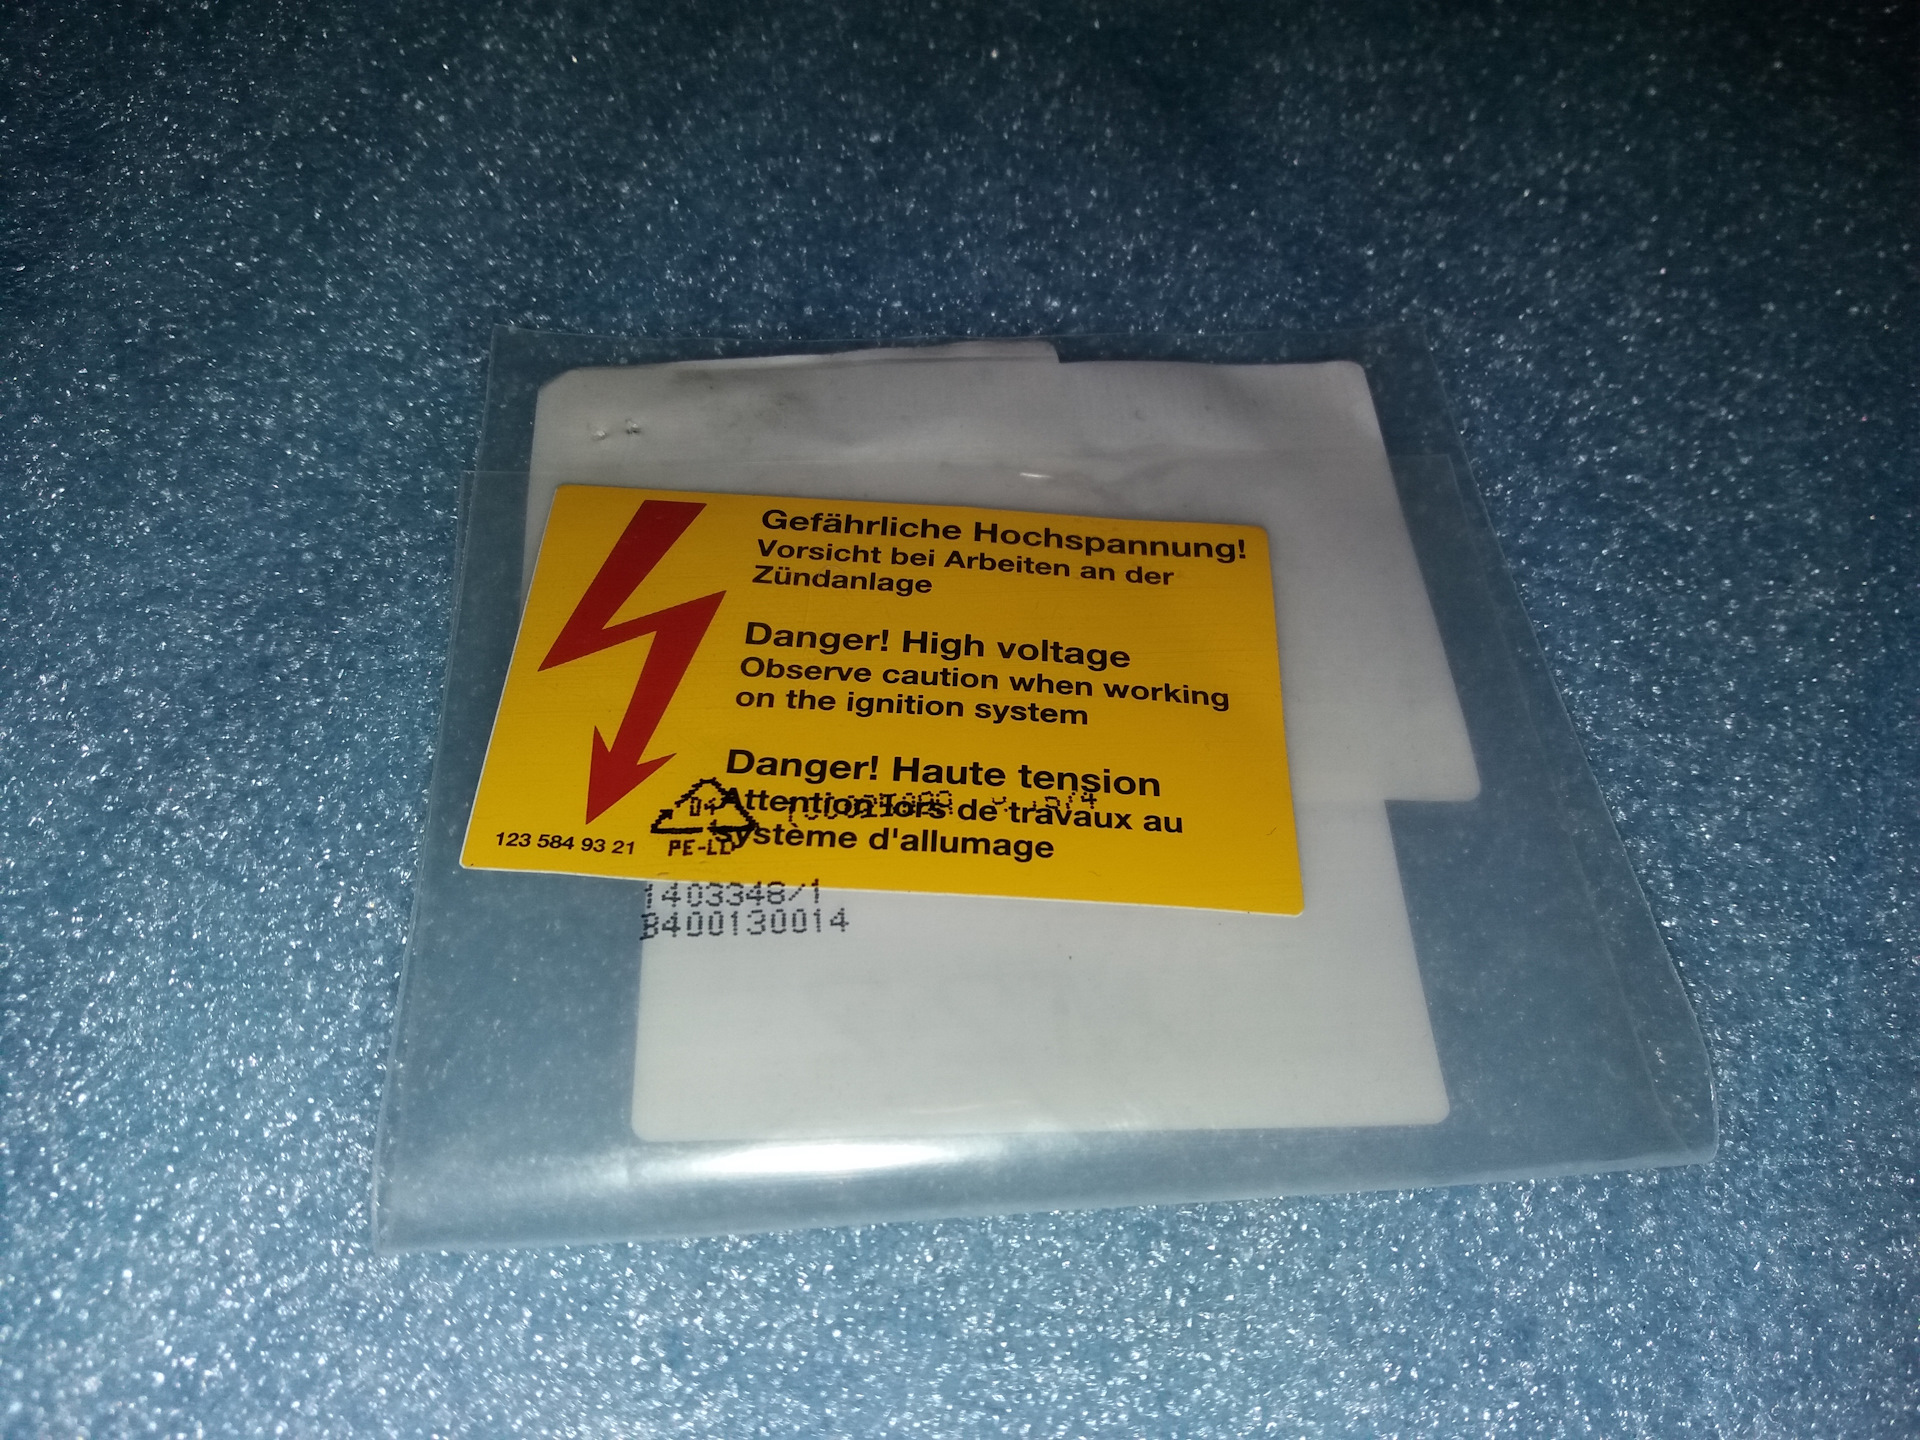 Gefährliche Hochspannung!
Vorsicht bei Arbeiten an der
Zündanlage
Danger! High voltage
Observe caution when working
on the ignition system
Danger! Haute tension
Attention lors de travaux au
système d'allumage
123 584 93 21
04
PE-LD
1403348/1
B400130014